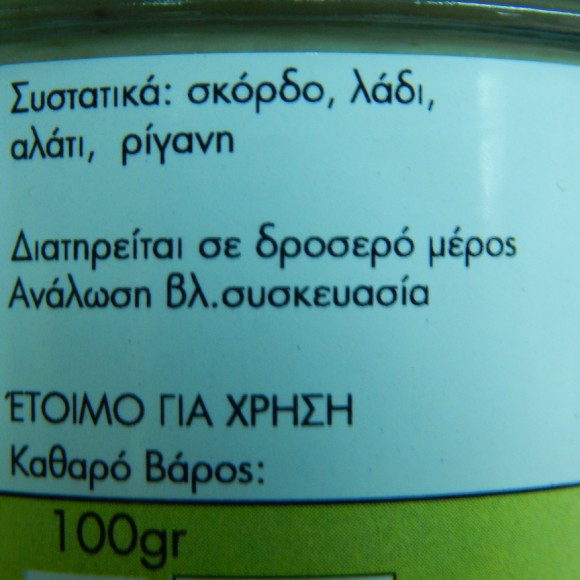 Συστατικά: σκόρδο, λάδι,
αλάτι, ρίγανη
Διατηρείται σε δροσερό μέρος
Ανάλωση βλ.συσκευασία
ΈΤΟΙΜΟ ΓΙΑ ΧΡΗΣΗ
Καθαρό Βάρος:
100gr